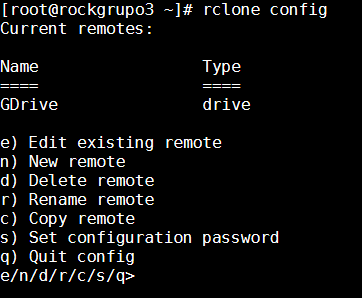 [root@rockgrupo3 ~]# rclone config
Current remotes:
Name                 Type
====                 ====
GDrive               drive
e) Edit existing remote
n) New remote
d) Delete remote
r) Rename remote
c) Copy remote
s) Set configuration password
q) Quit config
e/n/d/r/c/s/q>